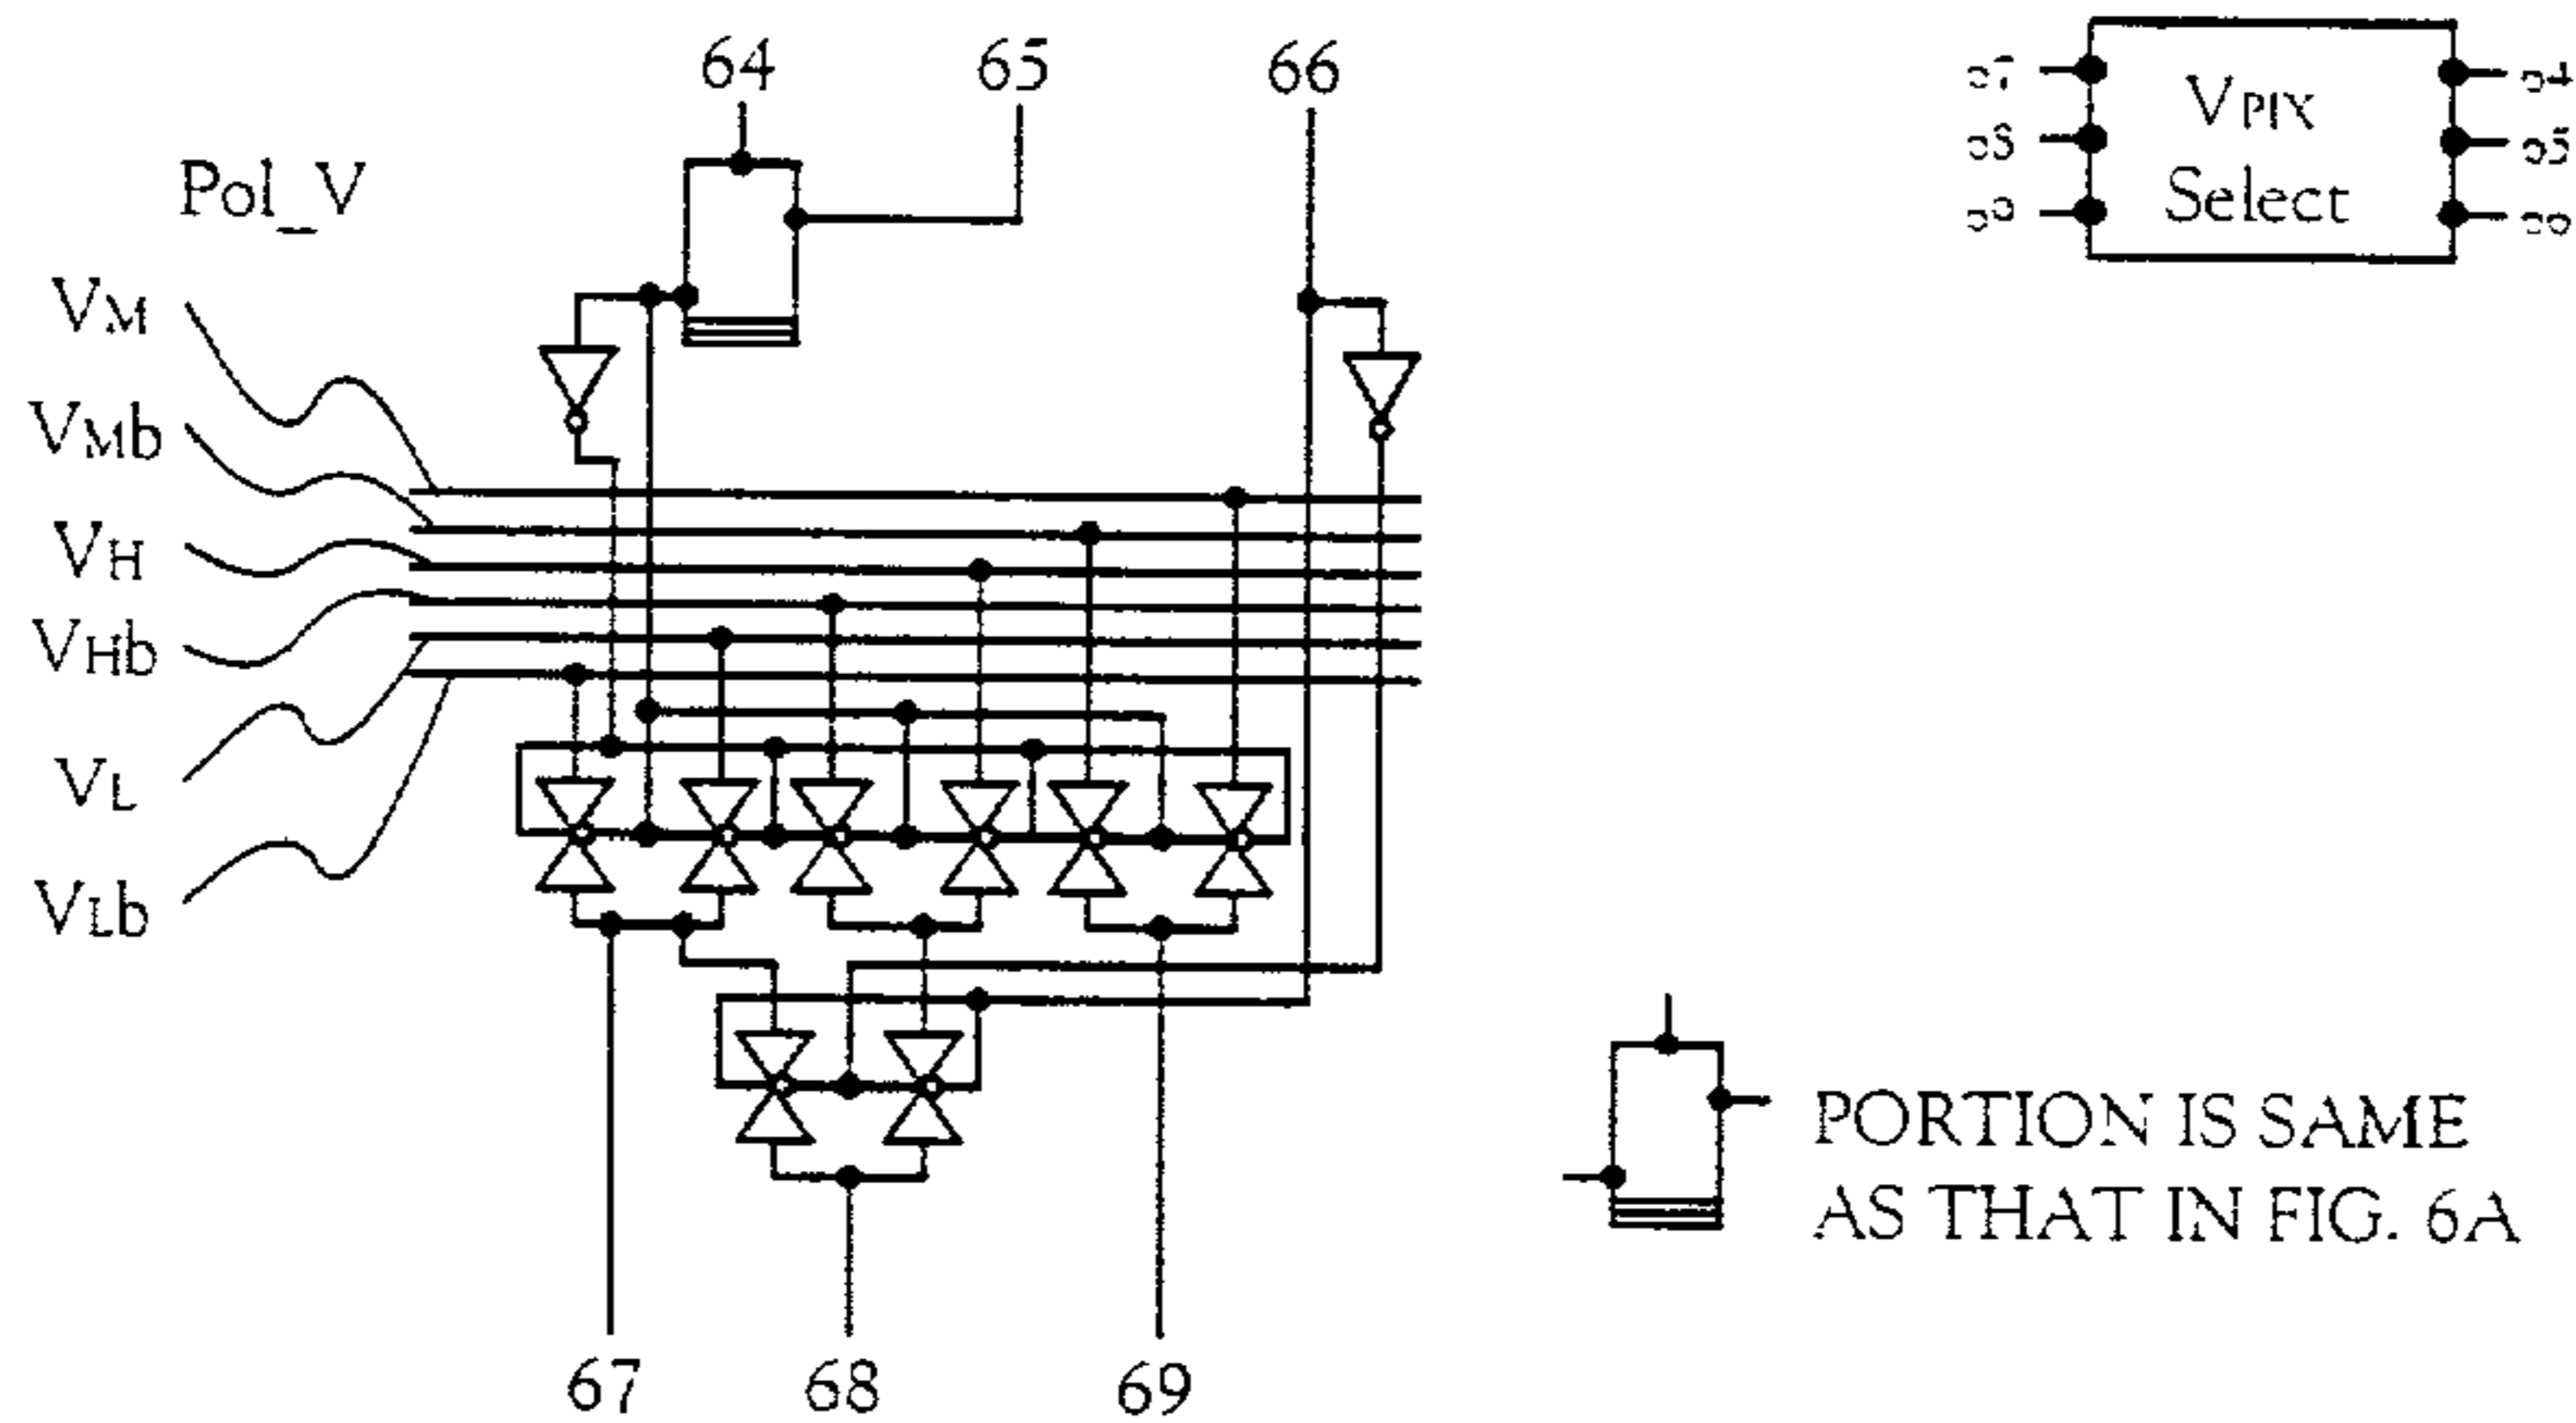 64 65 66
Pol_V
VM
VMb
VH
VHb
VL
VLb
67 68 69
VPIX
Select
PORTION IS SAME
AS THAT IN FIG. 6A